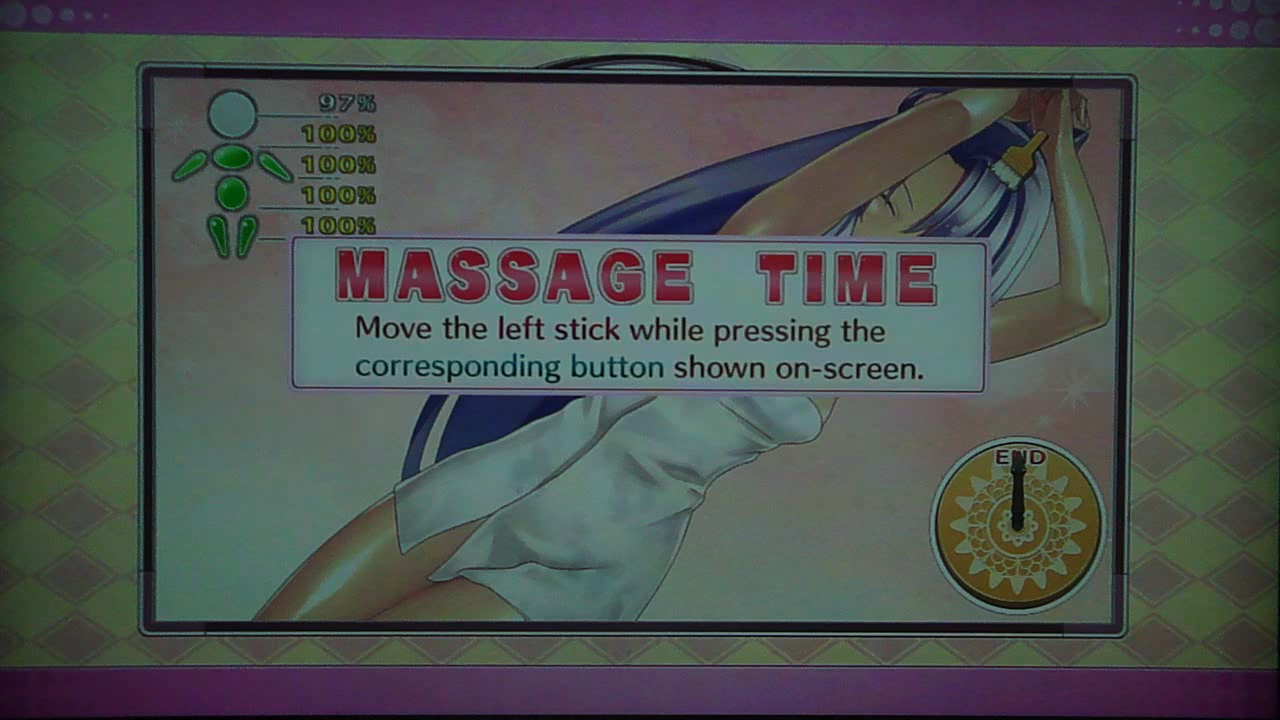 97%
100%
100%
100%
100%
MASSAGE TIME
Move the left stick while pressing the
corresponding button shown on-screen.
END